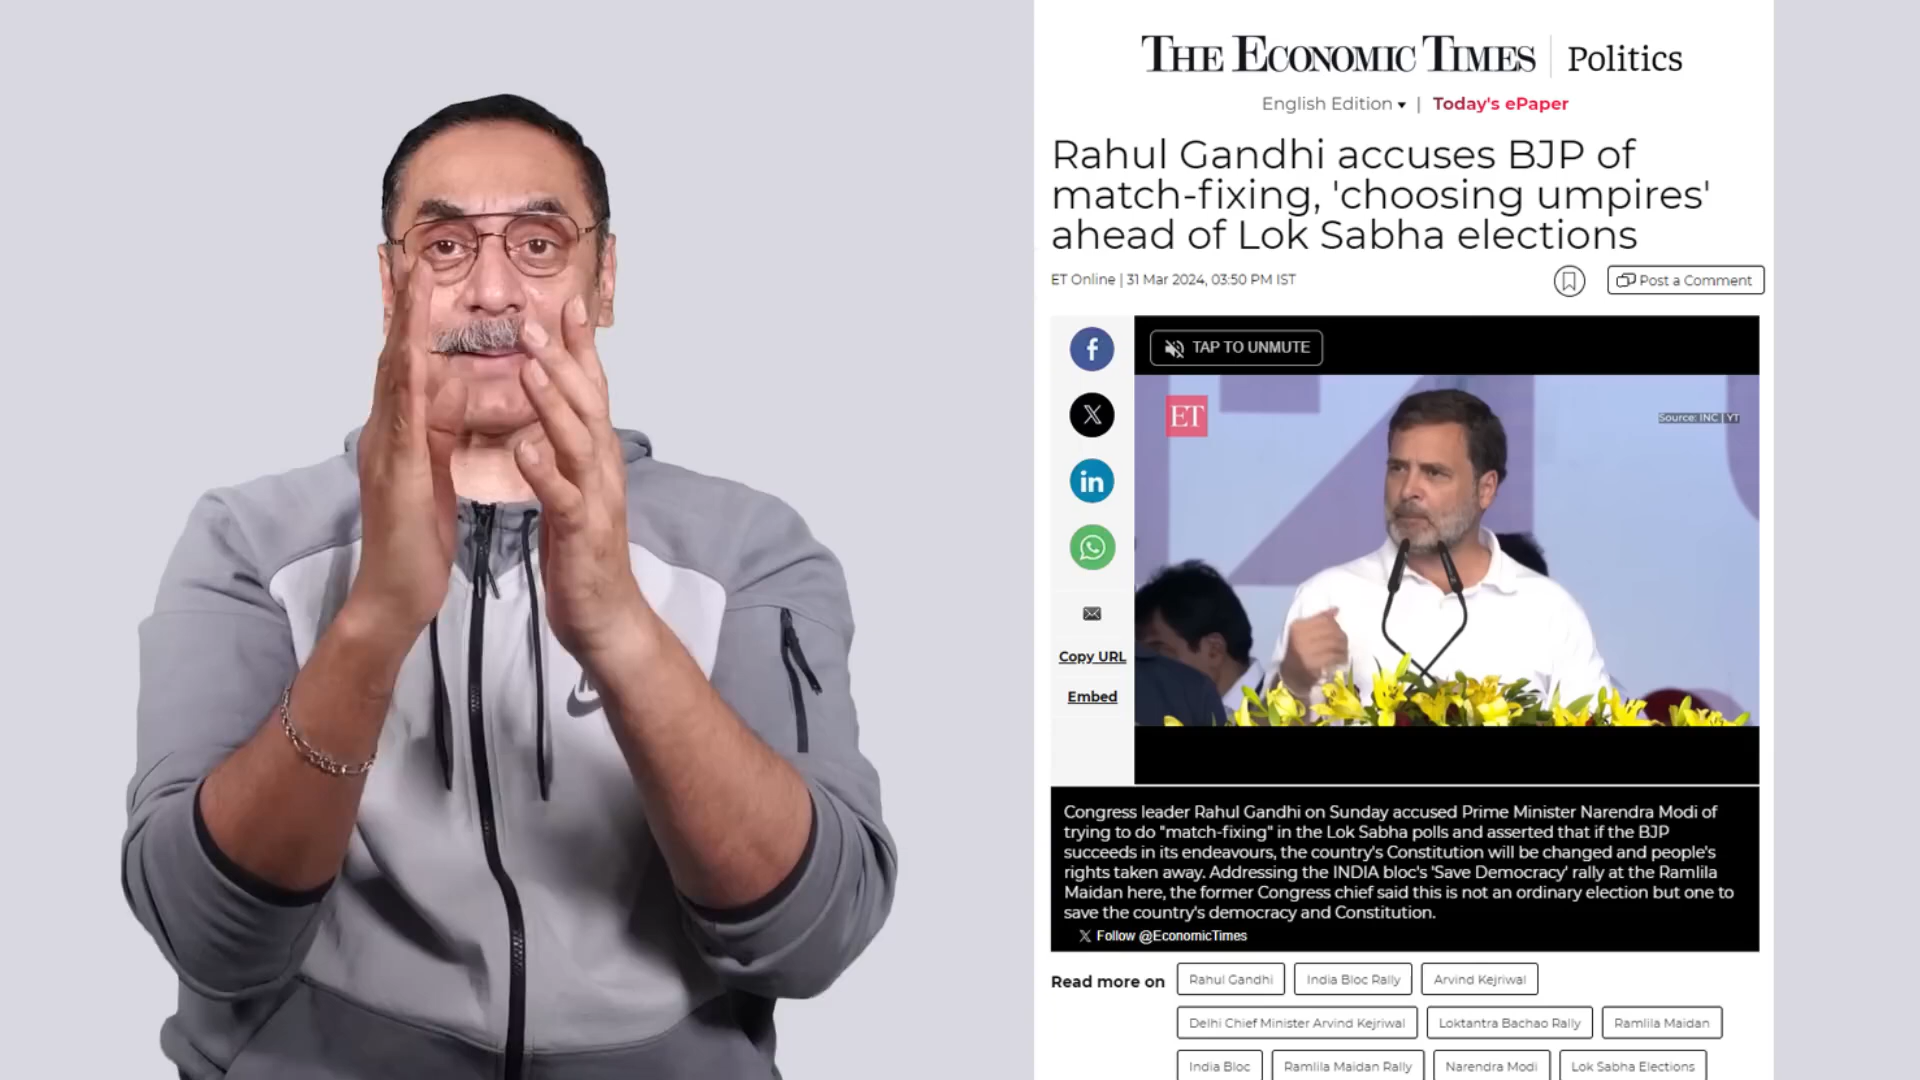 THE ECONOMIC TIMES | Politics
English Edition ▾ | Today's ePaper
Rahul Gandhi accuses BJP of
match-fixing, 'choosing umpires'
ahead of Lok Sabha elections
ET Online | 31 Mar 2024, 03:50 PM IST
Post a Comment
TAP TO UNMUTE
ET
Source: INC | YT
Copy URL
Embed
Congress leader Rahul Gandhi on Sunday accused Prime Minister Narendra Modi of
trying to do "match-fixing" in the Lok Sabha polls and asserted that if the BJP
succeeds in its endeavours, the country's Constitution will be changed and people's
rights taken away. Addressing the INDIA bloc's 'Save Democracy' rally at the Ramlila
Maidan here, the former Congress chief said this is not an ordinary election but one to
save the country's democracy and Constitution.
X Follow @EconomicTimes
Read more on Rahul Gandhi India Bloc Rally Arvind Kejriwal
Delhi Chief Minister Arvind Kejriwal Loktantra Bachao Rally Ramlila Maidan
India Bloc Ramlila Maidan Rally Narendra Modi Lok Sabha Elections